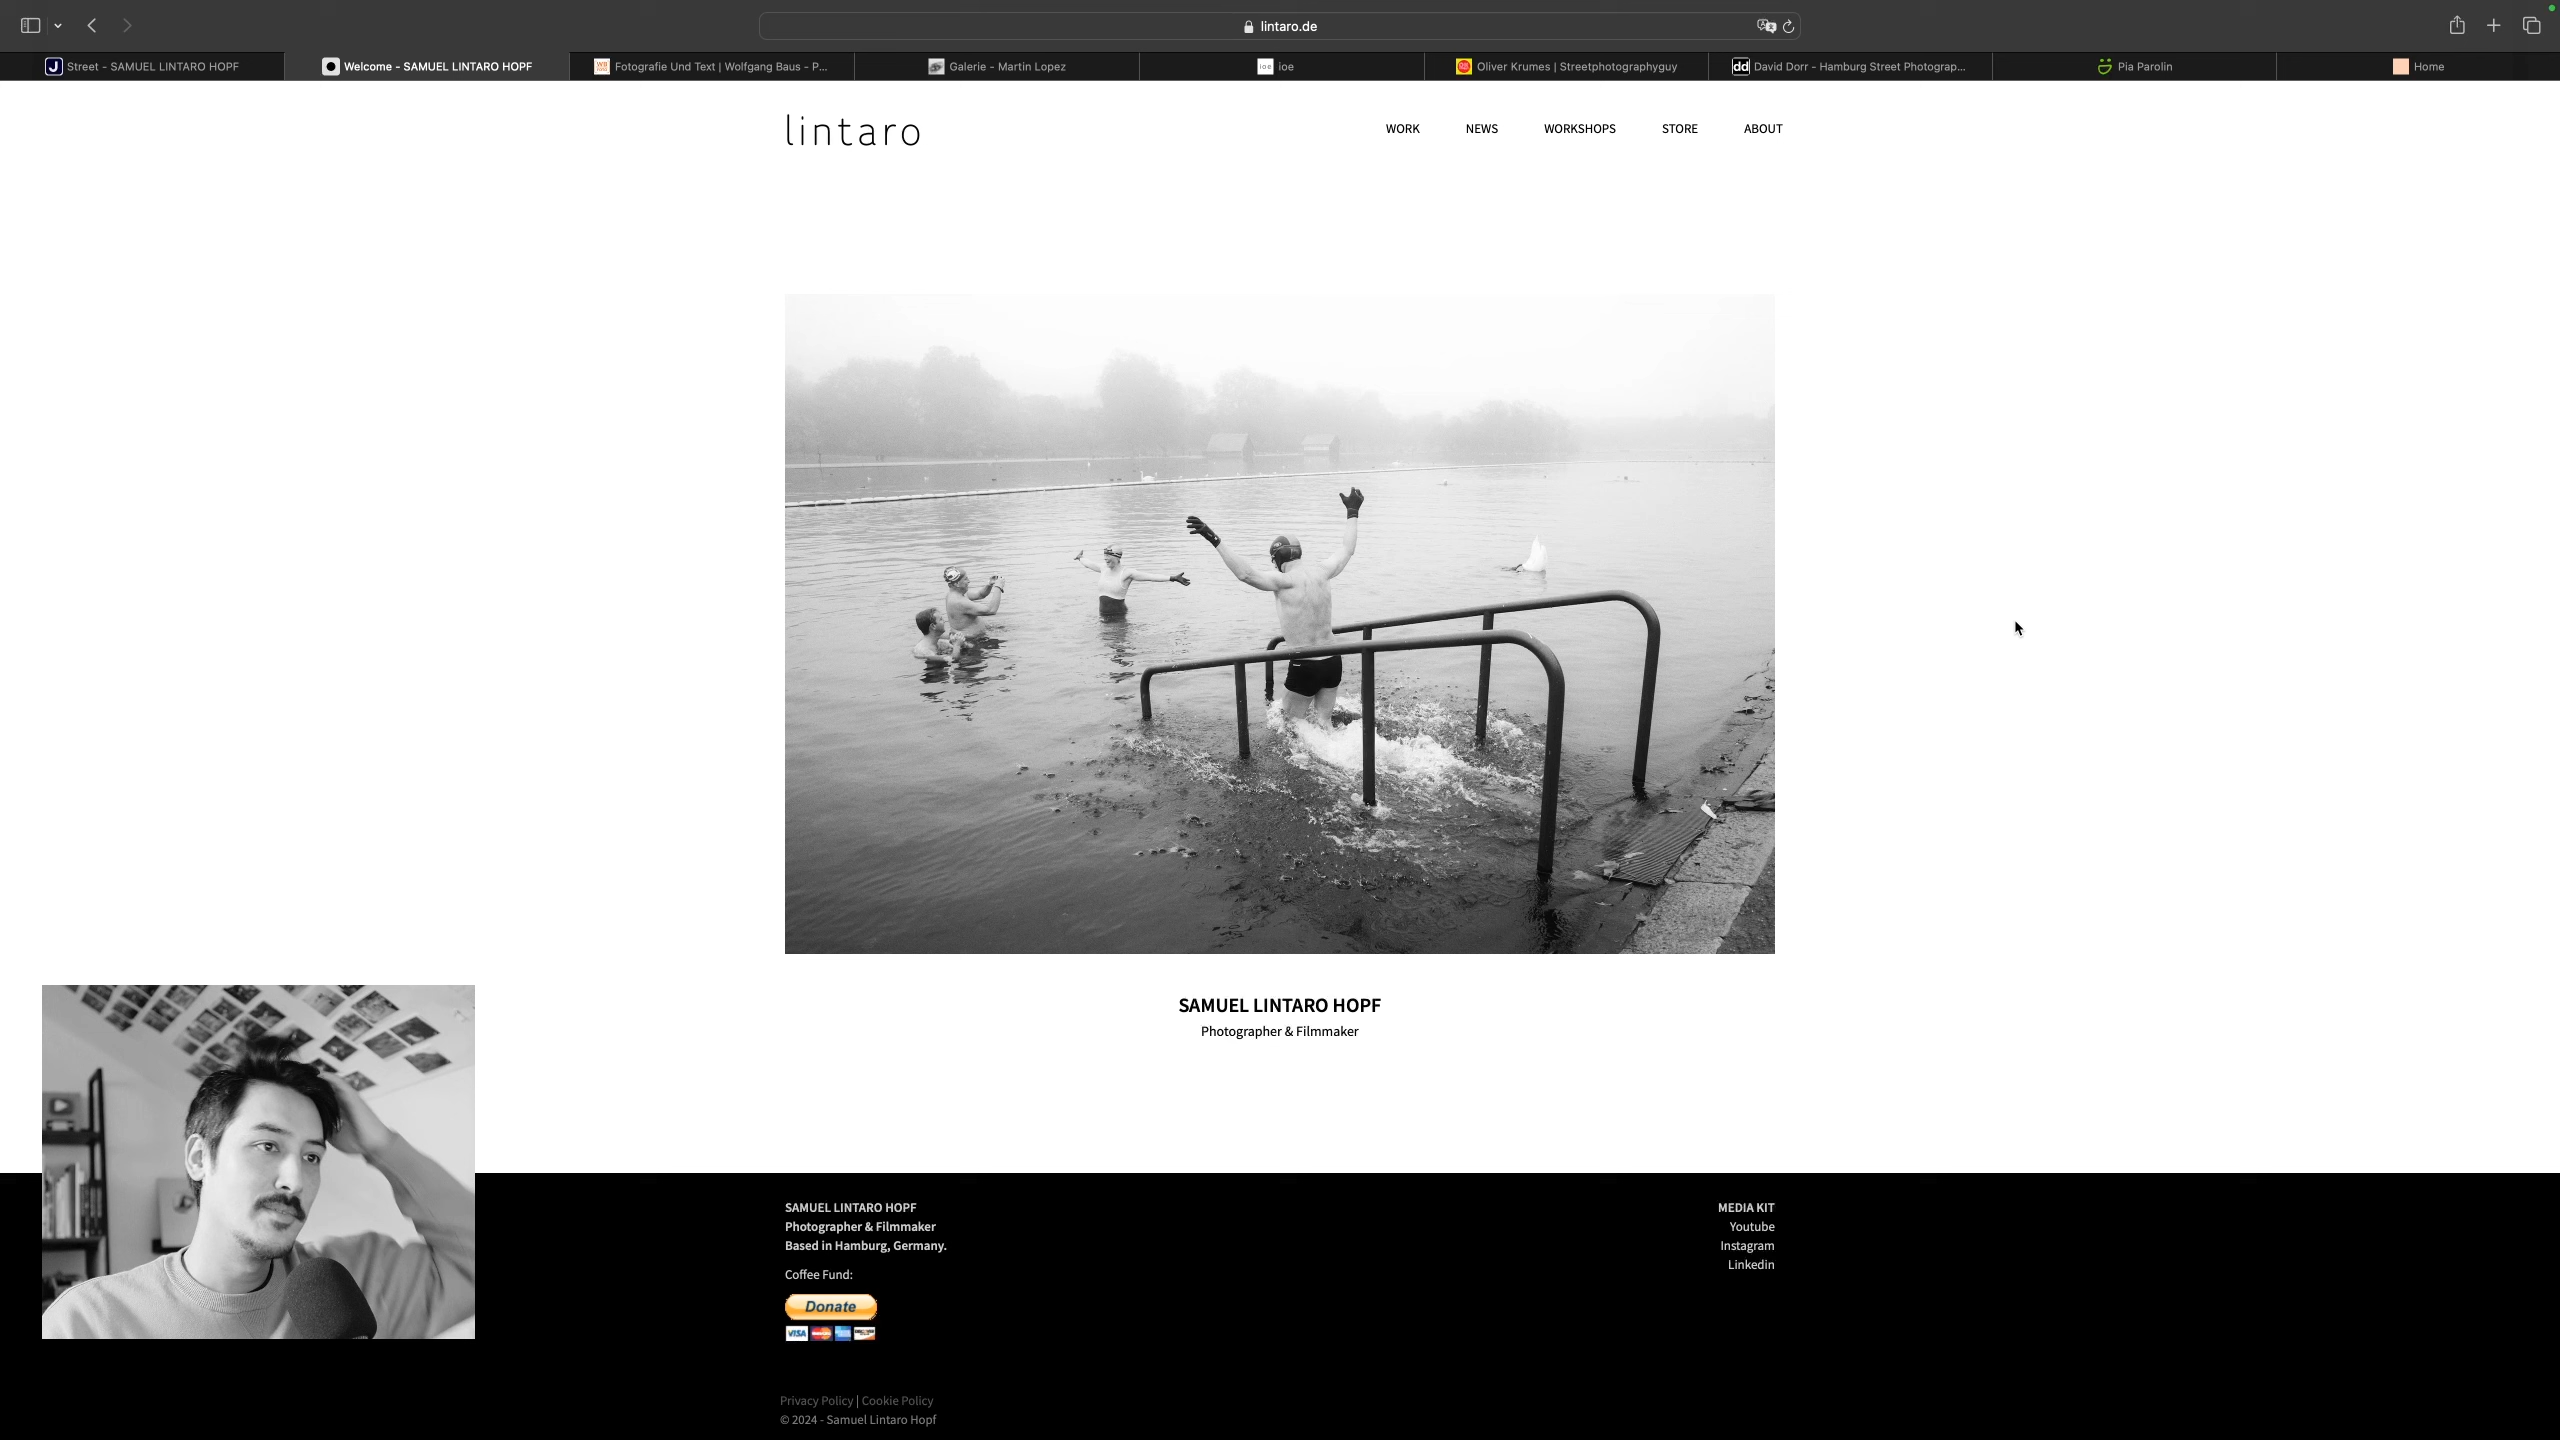 lintaro.de
Street - SAMUEL LINTARO HOPF
Welcome - SAMUEL LINTARO HOPF
Fotografie Und Text | Wolfgang Baus - P...
Galerie - Martin Lopez
ioe
ioe
Oliver Krumes | Streetphotographyguy
dd
David Dorr - Hamburg Street Photograp...
Pia Parolin
Home
lintaro
WORK
NEWS
WORKSHOPS
STORE
ABOUT
SAMUEL LINTARO HOPF
Photographer & Filmmaker
SAMUEL LINTARO HOPF
Photographer & Filmmaker
Based in Hamburg, Germany.
Coffee Fund:
Donate
VISA
MEDIA KIT
Youtube
Instagram
Linkedin
Privacy Policy | Cookie Policy
© 2024 - Samuel Lintaro Hopf